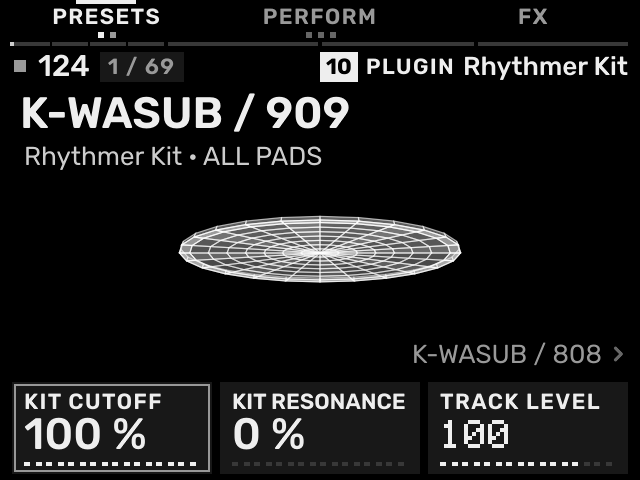 PRESETS PERFORM FX
124 1 / 69 10 PLUGIN Rhythmer Kit
K-WASUB / 909
Rhythmer Kit • ALL PADS
K-WASUB / 808 >
KIT CUTOFF KIT RESONANCE TRACK LEVEL
100 % 0 % 100